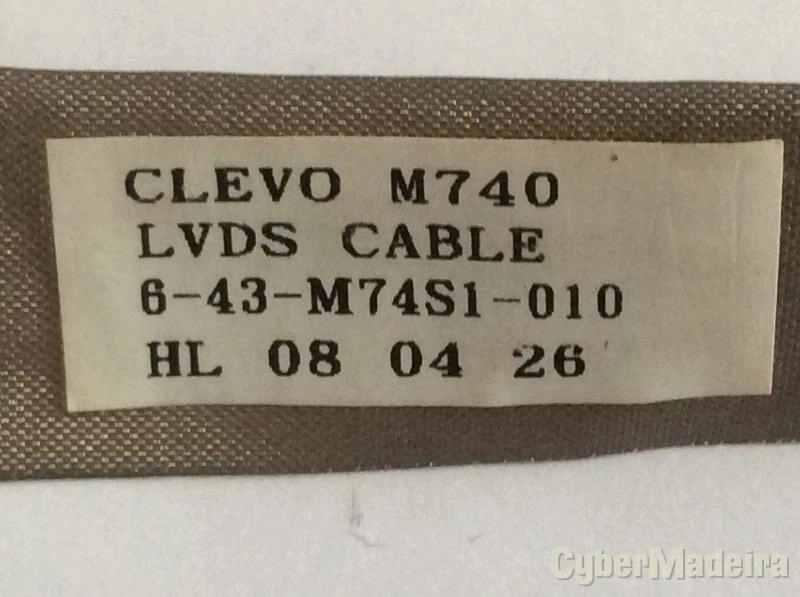 CLEVO M740
LVDS CABLE
6-43-M74S1-010
HL 08 04 26
CyberMadeira